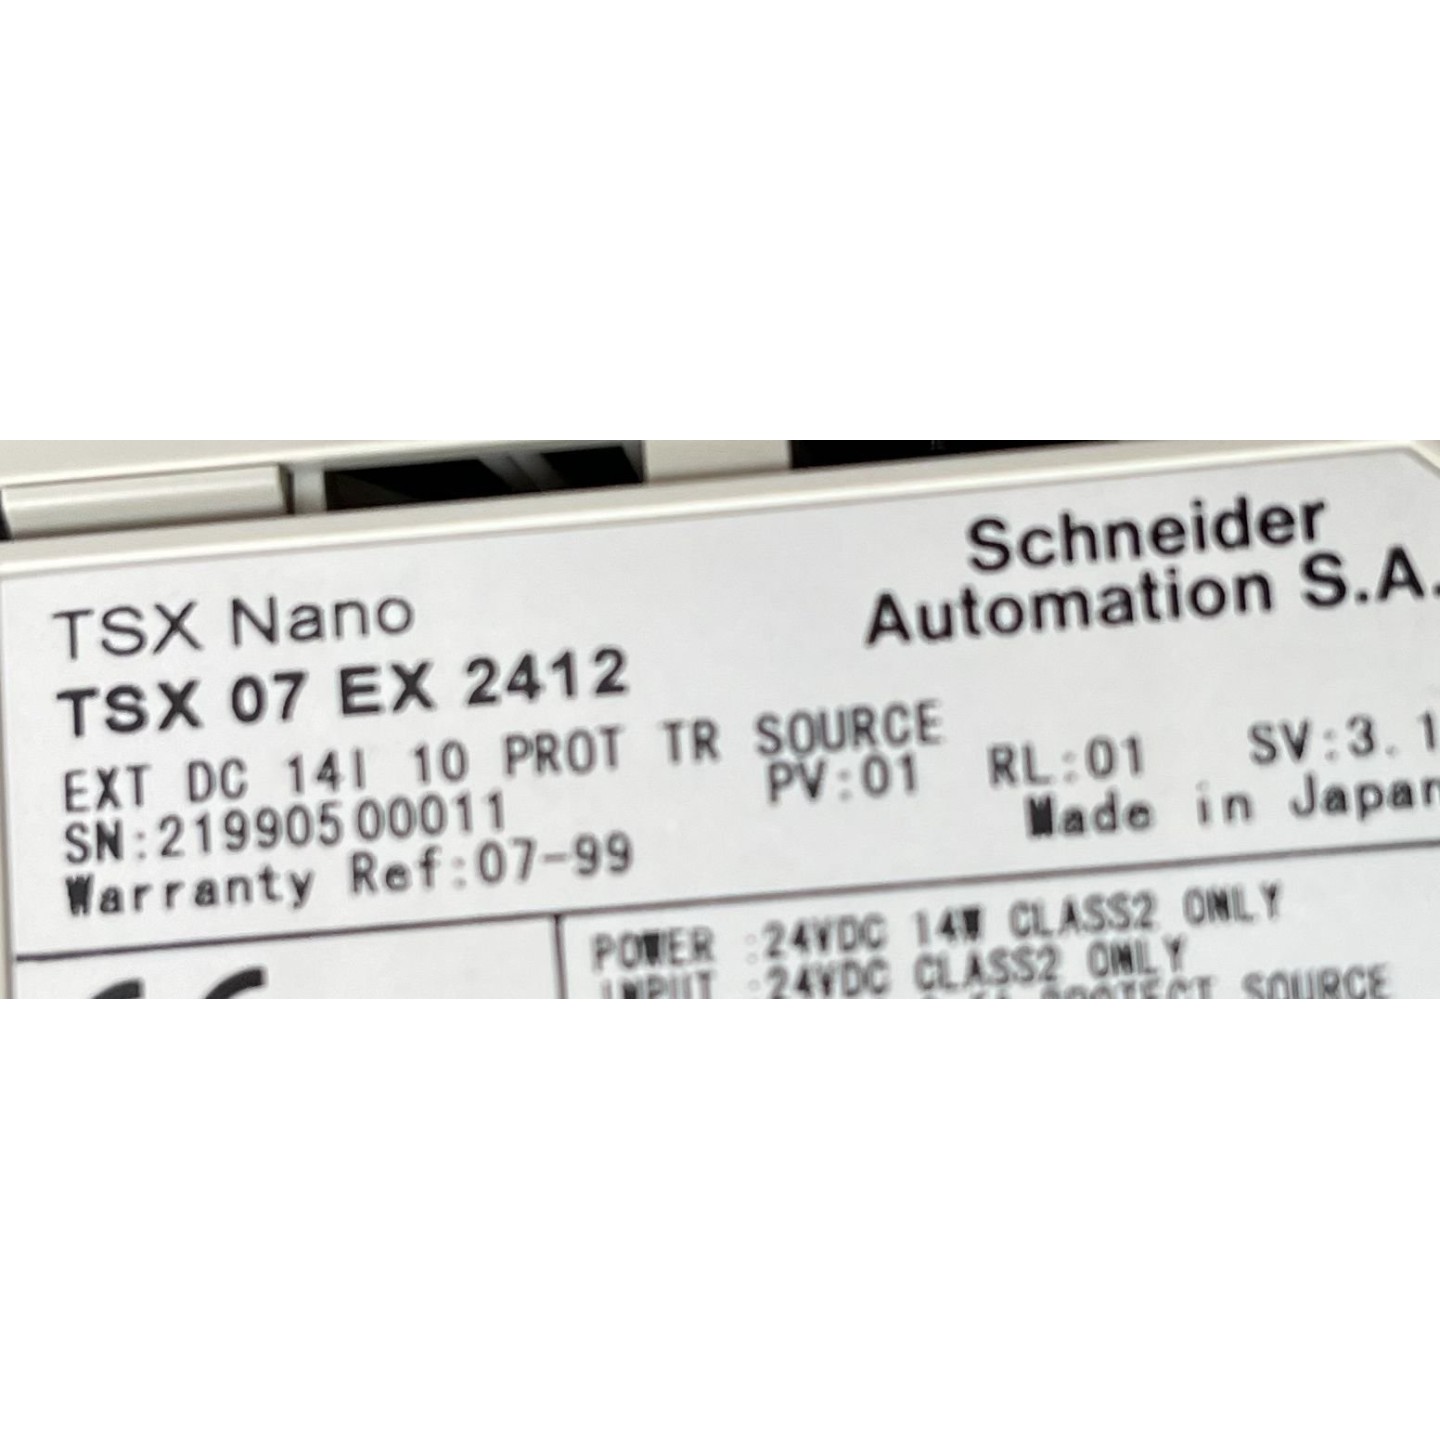 Schneider
Automation S.A.
TSX Nano
TSX 07 EX 2412
EXT DC 14I 10 PROT TR SOURCE
PV:01 RL:01 SV:3.1
SN:21990500011
Made in Japan
Warranty Ref:07-99
POWER :24VDC 14W CLASS2 ONLY
INPUT :24VDC CLASS2 ONLY
PROTECT SOURCE